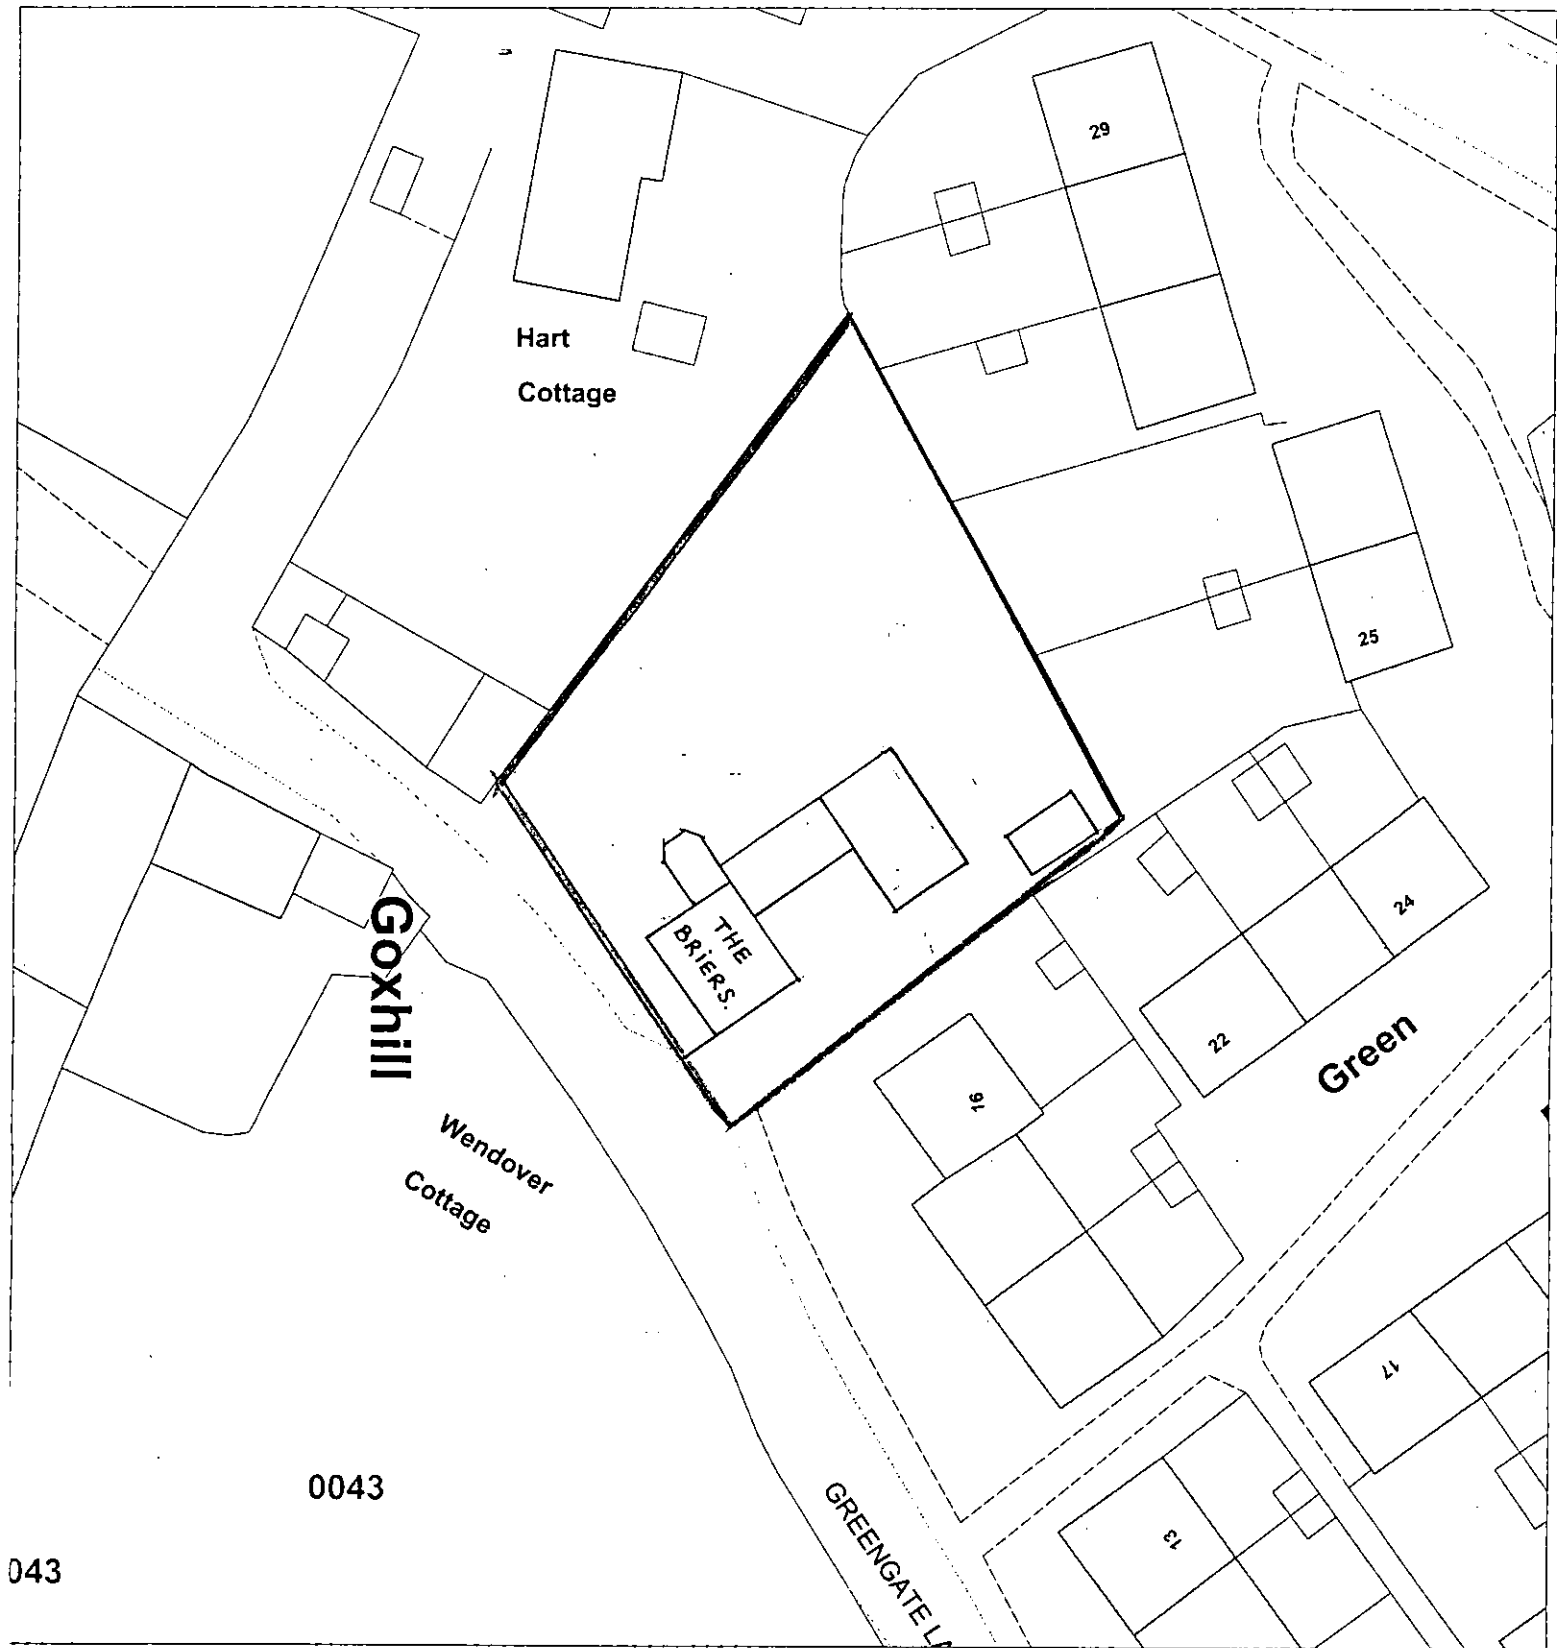 29
Hart
Cottage
25
THE
BRIERS.
Goxhill
24
22
Green
16
Wendover
Cottage
17
0043
GREENGATE LA
13
043